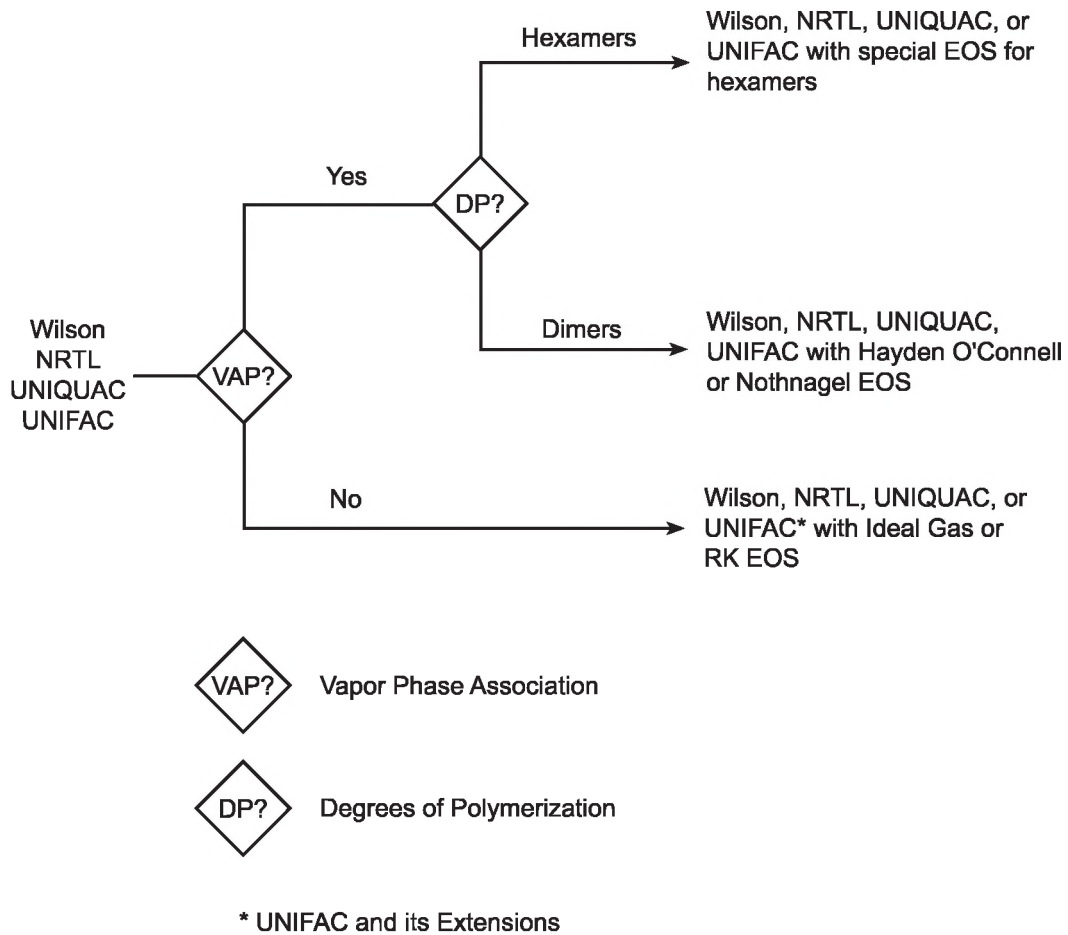 Hexamers
Wilson, NRTL, UNIQUAC, or
UNIFAC with special EOS for
hexamers
Yes
DP?
Wilson
NRTL
UNIQUAC
UNIFAC
VAP?
Dimers
Wilson, NRTL, UNIQUAC,
UNIFAC with Hayden O'Connell
or Nothnagel EOS
No
Wilson, NRTL, UNIQUAC, or
UNIFAC* with Ideal Gas or
RK EOS
VAP? Vapor Phase Association
DP? Degrees of Polymerization
* UNIFAC and its Extensions